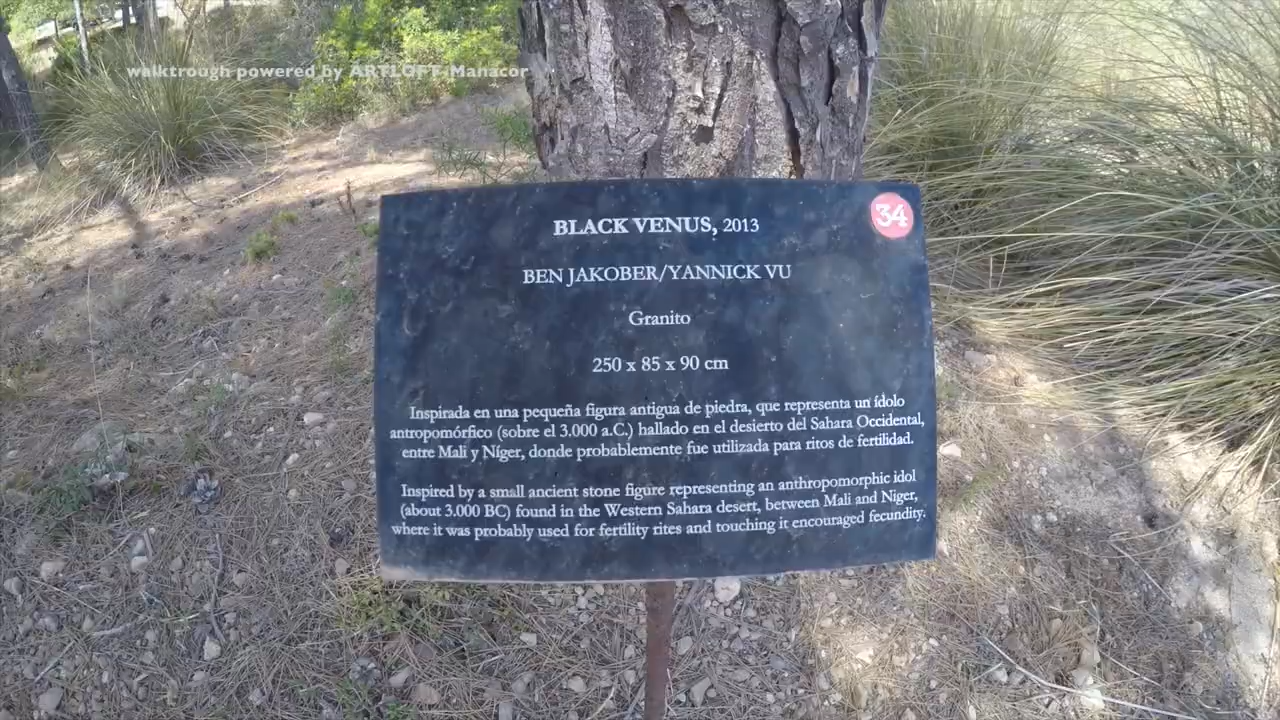 walktrough powered by ARTLOFT Manacor
34
BLACK VENUS, 2013
BEN JAKOBER/YANNICK VU
Granito
250 x 85 x 90 cm
Inspirada en una pequeña figura antigua de piedra, que representa un ídolo
antropomórfico (sobre el 3.000 a.C.) hallado en el desierto del Sahara Occidental,
entre Mali y Níger, donde probablemente fue utilizada para ritos de fertilidad.
Inspired by a small ancient stone figure representing an anthropomorphic idol
(about 3.000 BC) found in the Western Sahara desert, between Mali and Niger,
where it was probably used for fertility rites and touching it encouraged fecundity.